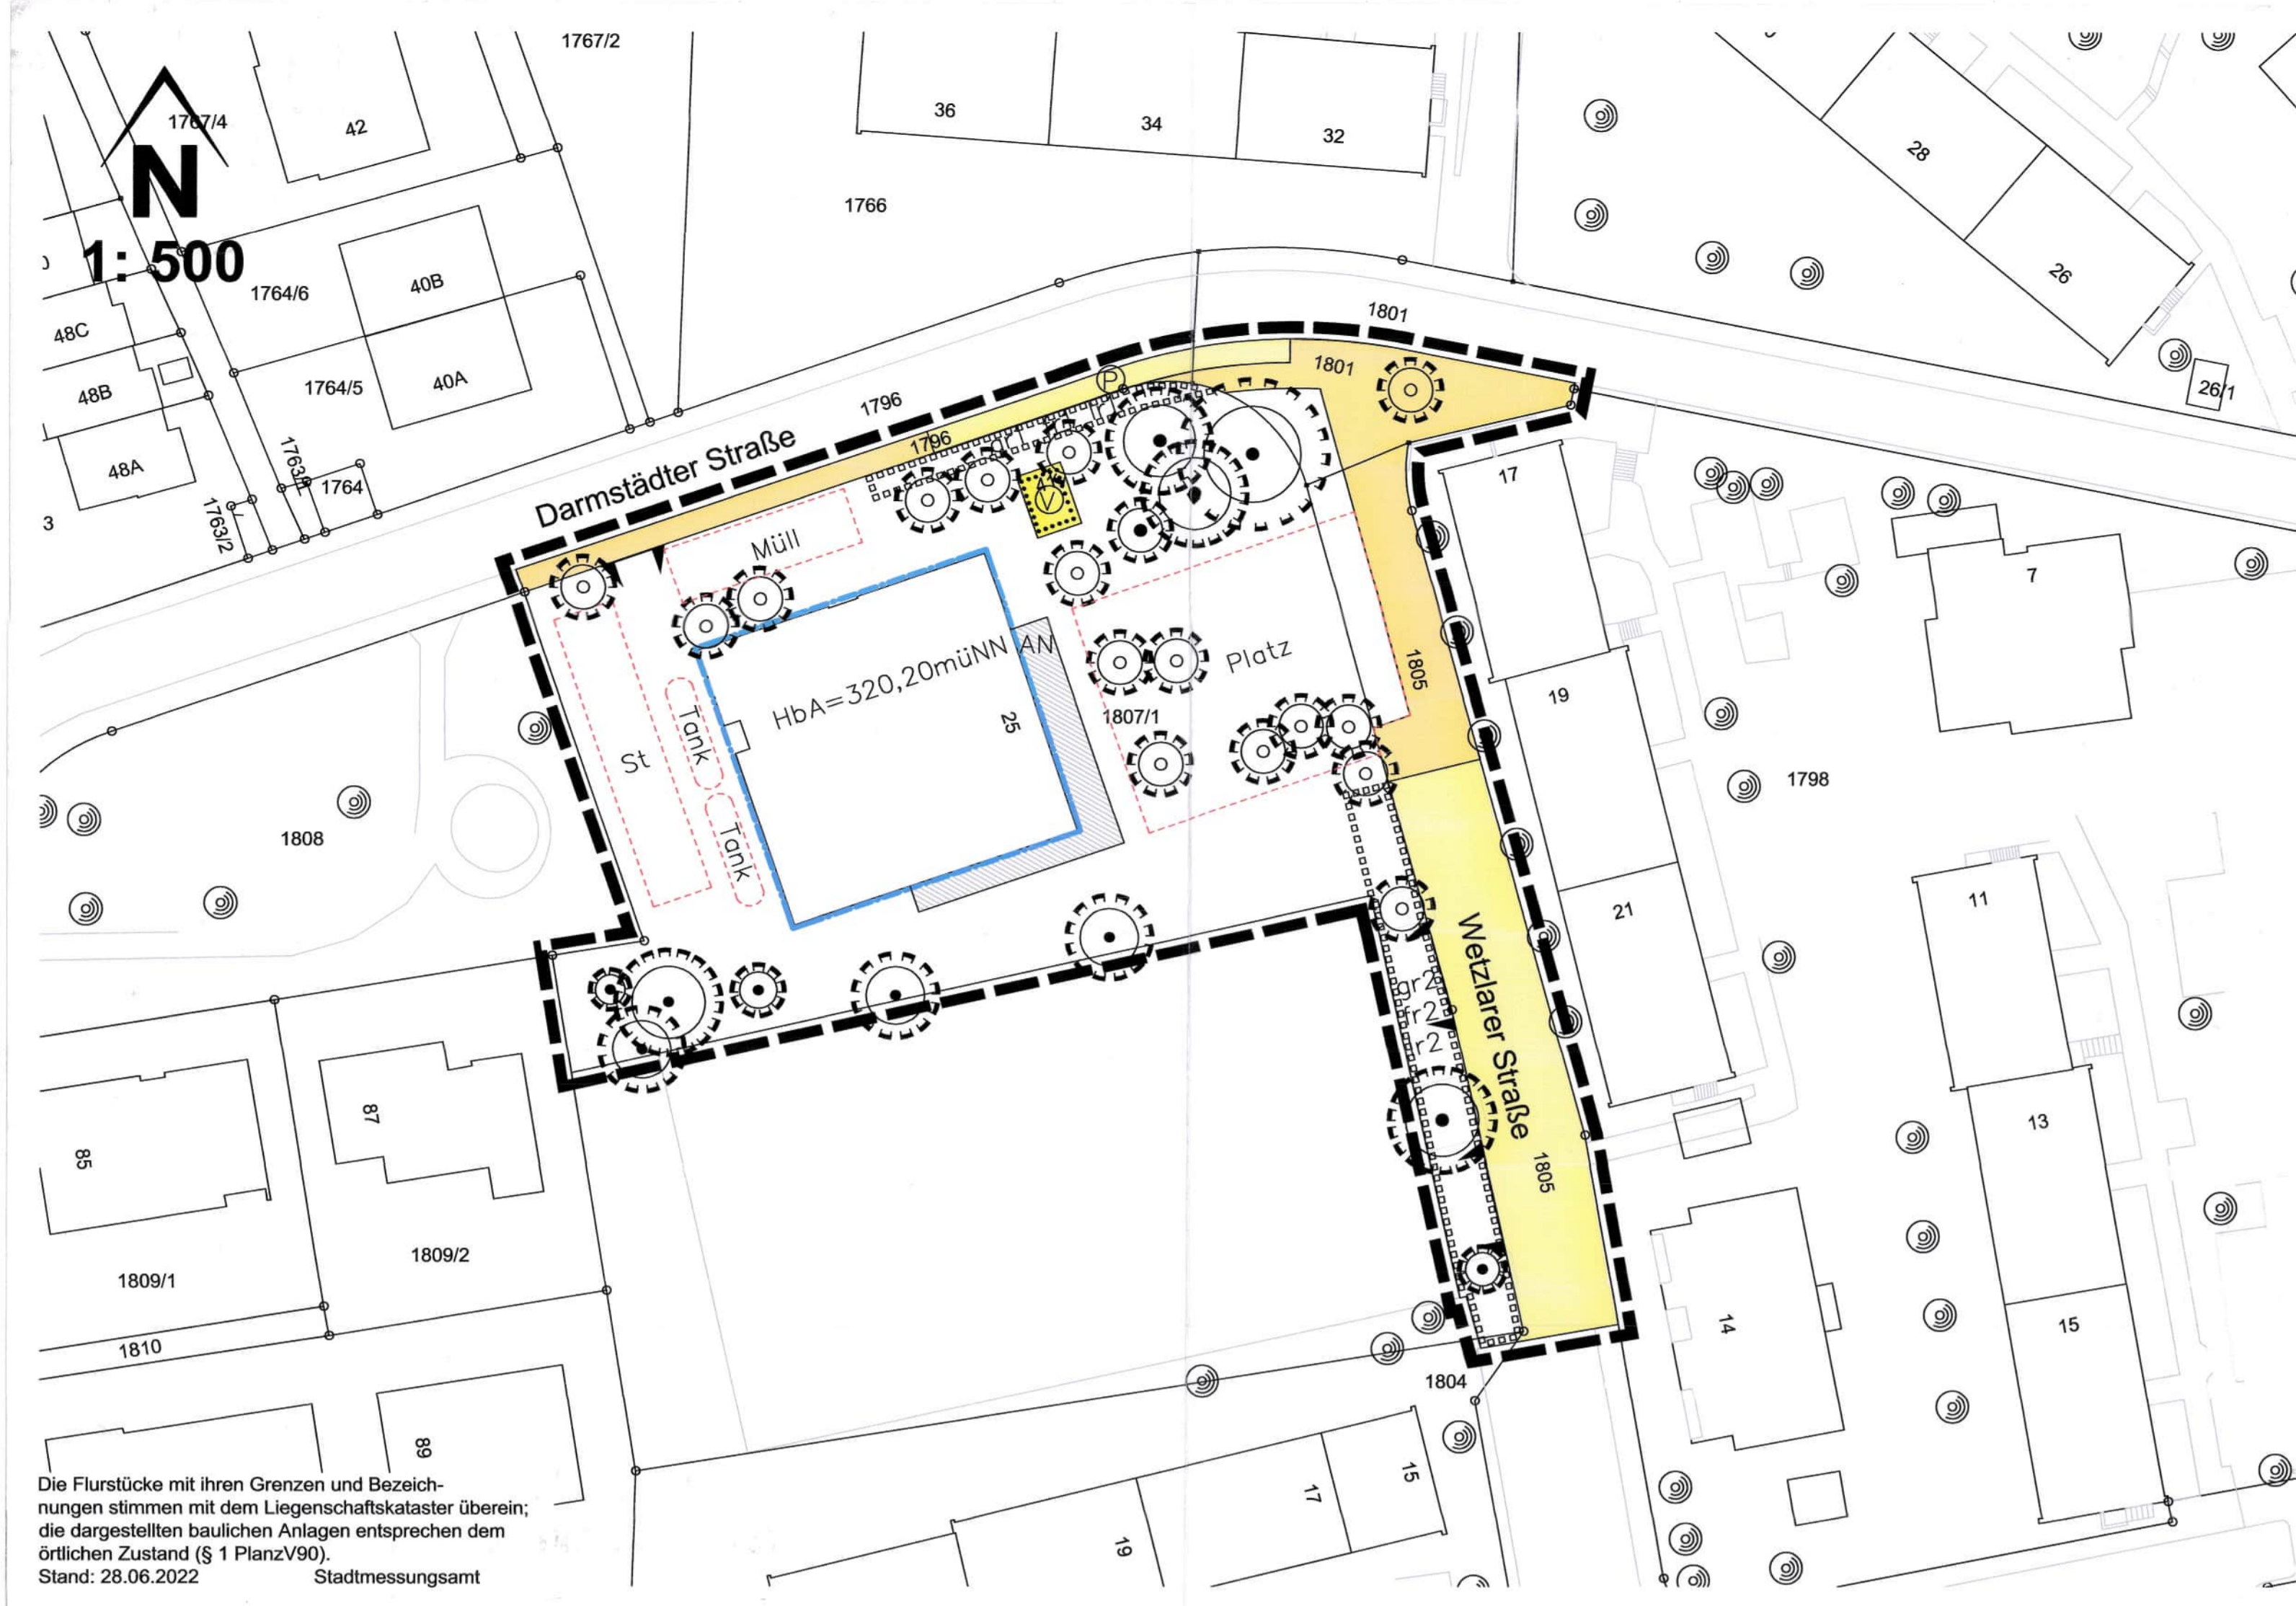 1767/2
1767/4
42
36
34
32
28
26
N
1: 500
1766
1764/6
40B
48C
1764/5
40A
48B
1801
1801
26/1
1796
1796
P
48A
1764
1763/2
Darmstädter Straße
3
17
V
Müll
7
HbA=320,20müNN
AN
Platz
1805
19
25
1807/1
Tank
St
Tank
1808
1798
21
11
Wetzlarer Straße
gr2
fr2
r2
87
85
13
1805
1809/2
1809/1
14
15
1810
1804
89
17
15
19
Die Flurstücke mit ihren Grenzen und Bezeich-
nungen stimmen mit dem Liegenschaftskataster überein;
die dargestellten baulichen Anlagen entsprechen dem
örtlichen Zustand (§ 1 PlanzV90).
Stand: 28.06.2022 Stadtmessungsamt